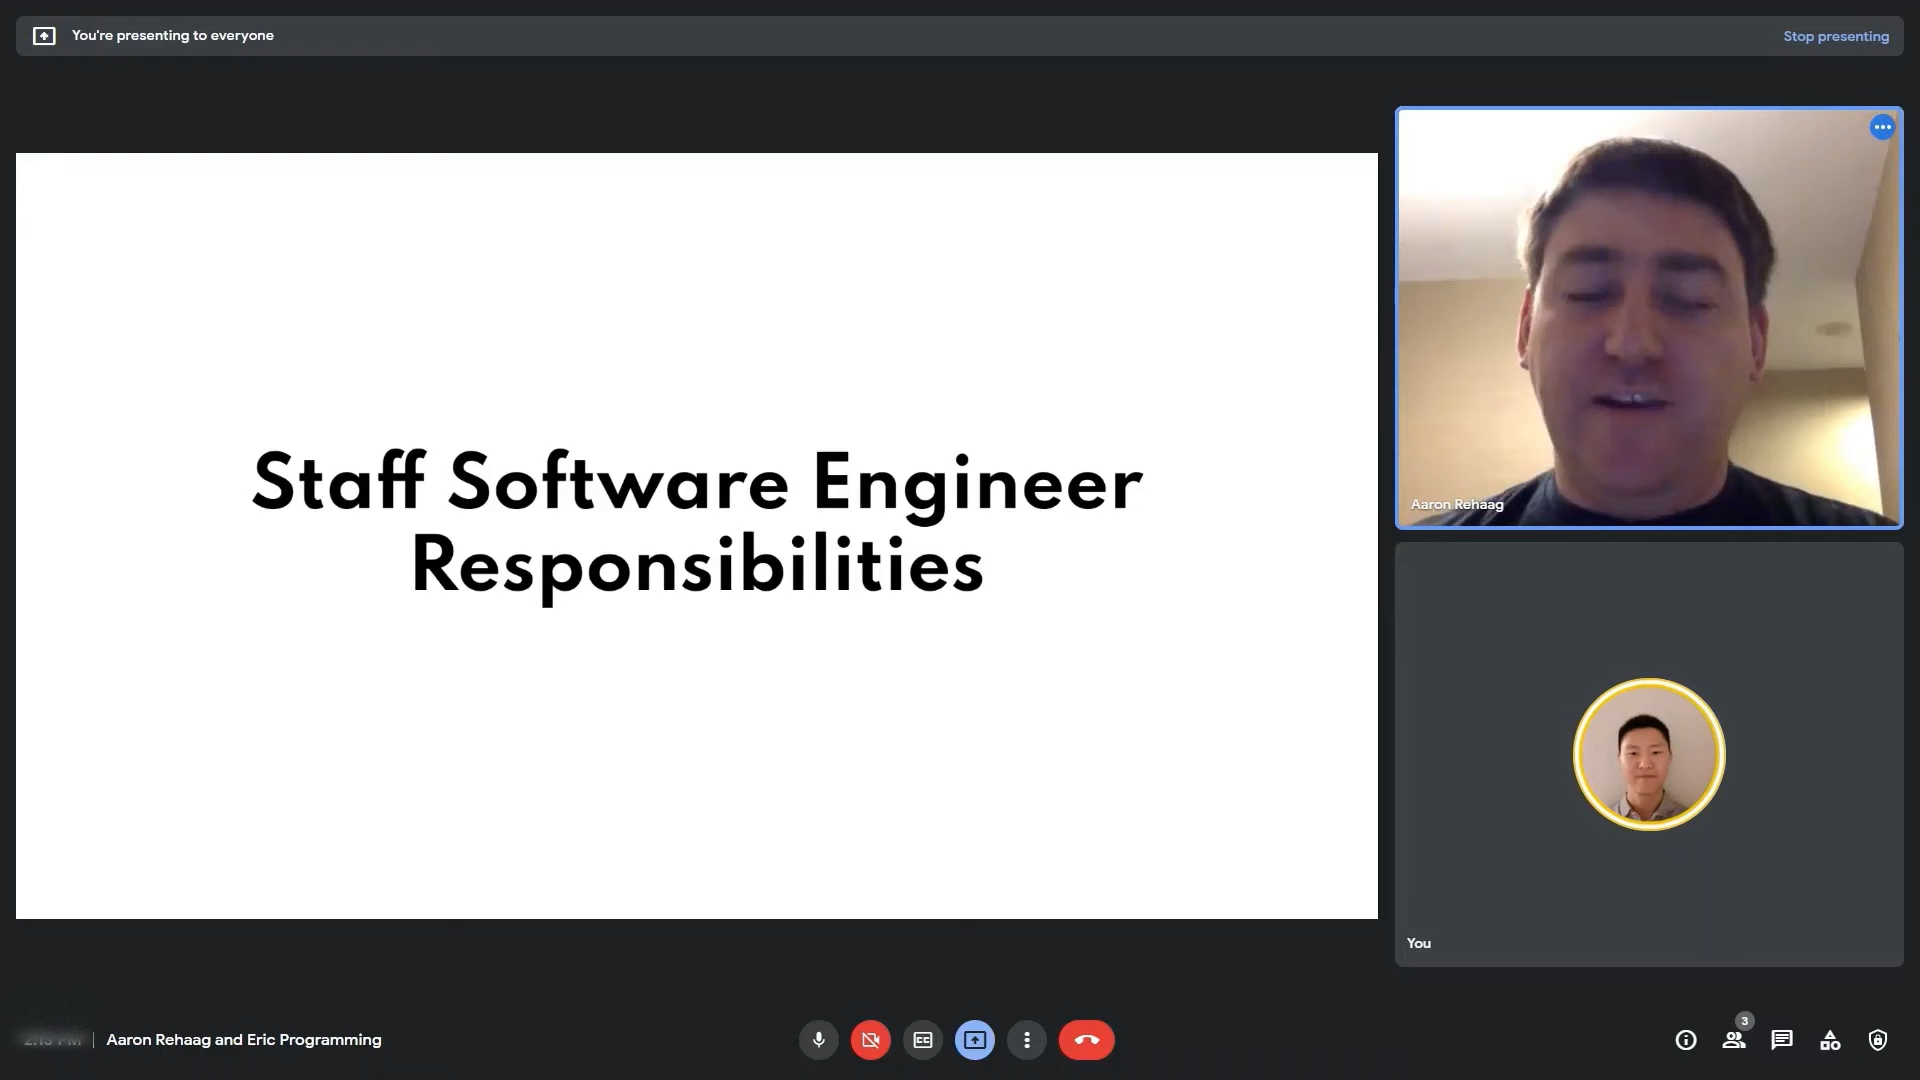 You're presenting to everyone
Stop presenting
Staff Software Engineer
Responsibilities
Aaron Rehaag
You
3
Aaron Rehaag and Eric Programming